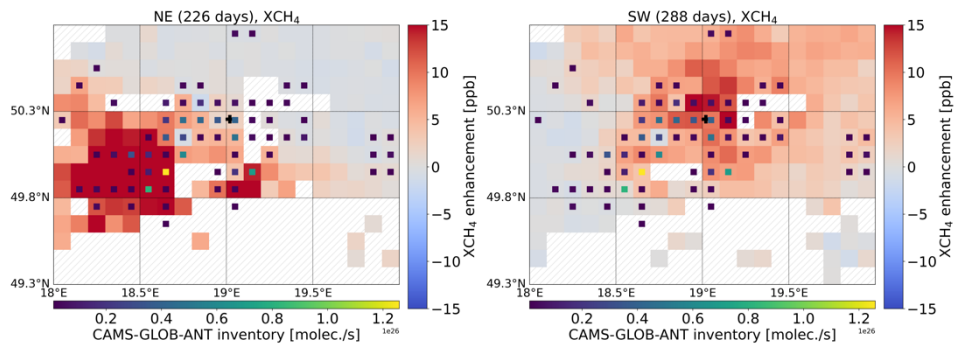 NE (226 days), XCH₄
SW (288 days), XCH₄
50.3°N
49.8°N
49.3°N
18°E
18.5°E
19°E
19.5°E
15
10
5
0
−5
−10
−15
XCH₄ enhancement [ppb]
0.2 0.4 0.6 0.8 1.0 1.2
1e26
CAMS-GLOB-ANT inventory [molec./s]
50.3°N
49.8°N
49.3°N
18°E
18.5°E
19°E
19.5°E
15
10
5
0
−5
−10
−15
XCH₄ enhancement [ppb]
0.2 0.4 0.6 0.8 1.0 1.2
1e26
CAMS-GLOB-ANT inventory [molec./s]